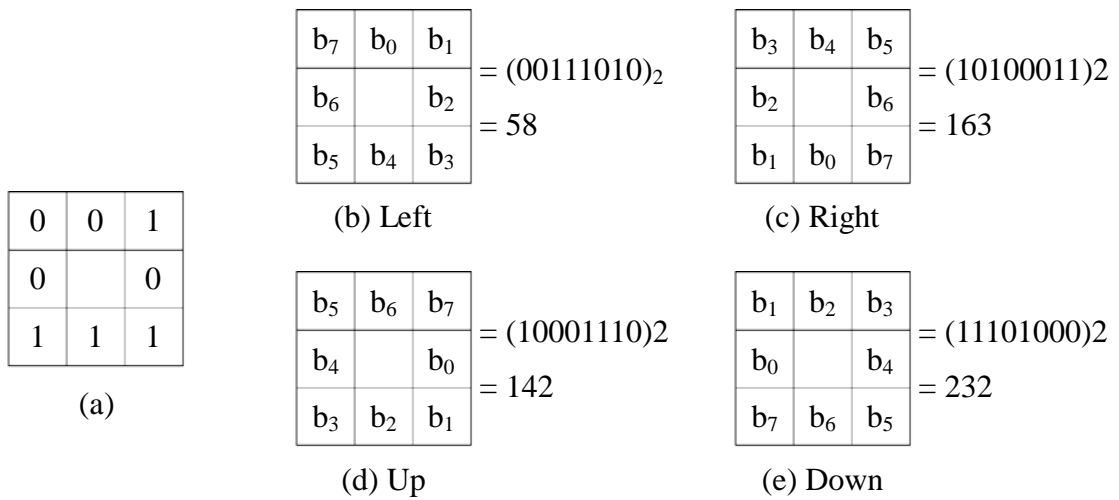 b₇ b₀ b₁
b₆ b₂
b₅ b₄ b₃
= (00111010)₂
= 58
(b) Left
b₃ b₄ b₅
b₂ b₆
b₁ b₀ b₇
= (10100011)2
= 163
(c) Right
0 0 1
0 0
1 1 1
(a)
b₅ b₆ b₇
b₄ b₀
b₃ b₂ b₁
= (10001110)2
= 142
(d) Up
b₁ b₂ b₃
b₀ b₄
b₇ b₆ b₅
= (11101000)2
= 232
(e) Down